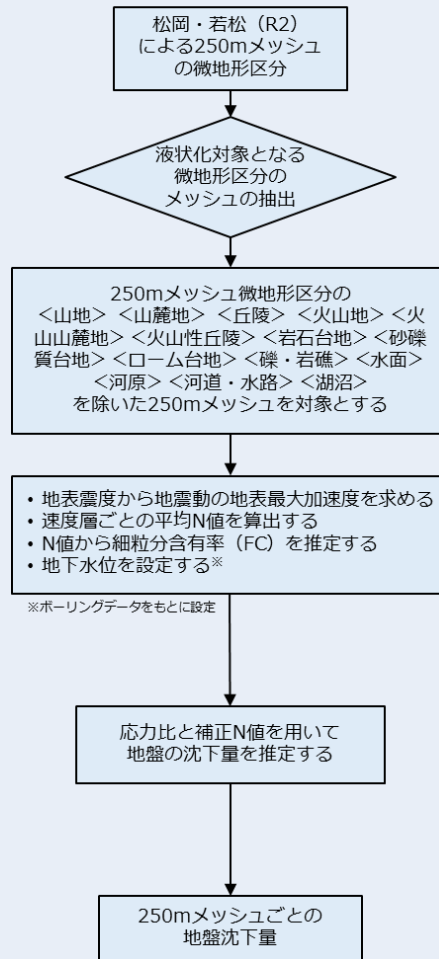 松岡・若松（R2）
による250mメッシュ
の微地形区分
液状化対象となる
微地形区分の
メッシュの抽出
250mメッシュ微地形区分の
＜山地＞ ＜山麓地＞ ＜丘陵＞ ＜火山地＞ ＜火
山山麓地＞ ＜火山性丘陵＞ ＜岩石台地＞ ＜砂礫
質台地＞ ＜ローム台地＞ ＜礫・岩礁＞ ＜水面＞
＜河原＞ ＜河道・水路＞ ＜湖沼＞
を除いた250mメッシュを対象とする
• 地表震度から地震動の地表最大加速度を求める
• 速度層ごとの平均N値を算出する
• N値から細粒分含有率（FC）を推定する
• 地下水位を設定する※
※ボーリングデータをもとに設定
応力比と補正N値を用いて
地盤の沈下量を推定する
250mメッシュごとの
地盤沈下量